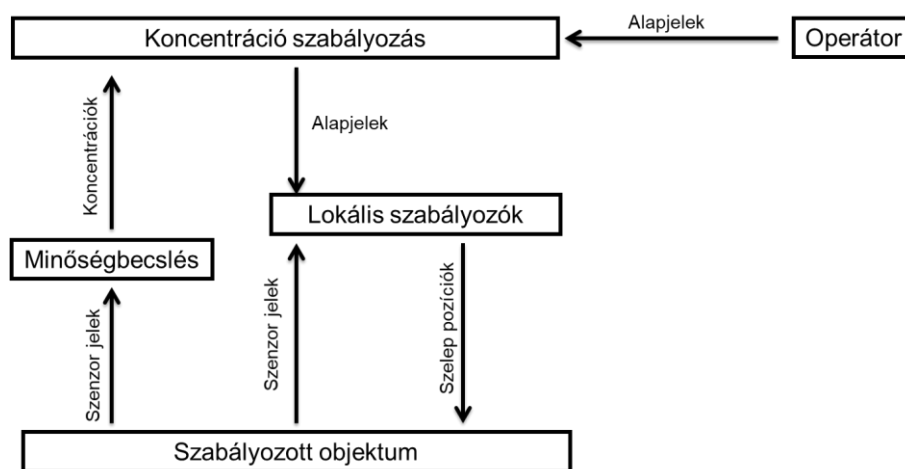 Koncentráció szabályozás
Alapjelek
Operátor
Koncentrációk
Alapjelek
Lokális szabályozók
Minőségbecslés
Szenzor jelek
Szenzor jelek
Szelep pozíciók
Szabályozott objektum